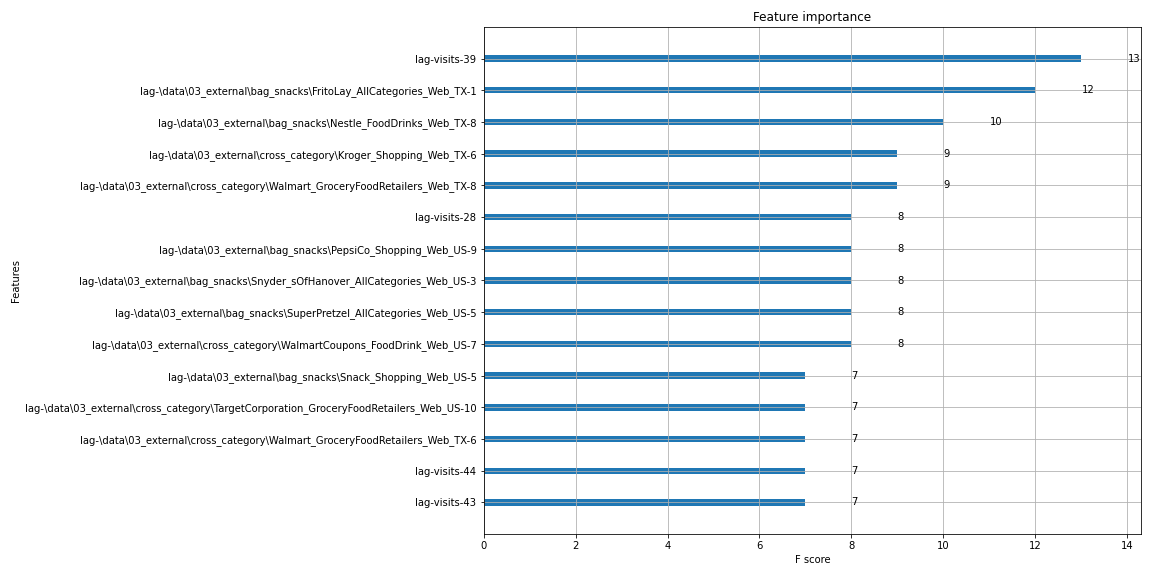 Feature importance
Features
lag-visits-39 13
lag-\data\03_external\bag_snacks\FritoLay_AllCategories_Web_TX-1 12
lag-\data\03_external\bag_snacks\Nestle_FoodDrinks_Web_TX-8 10
lag-\data\03_external\cross_category\Kroger_Shopping_Web_TX-6 9
lag-\data\03_external\cross_category\Walmart_GroceryFoodRetailers_Web_TX-8 9
lag-visits-28 8
lag-\data\03_external\bag_snacks\PepsiCo_Shopping_Web_US-9 8
lag-\data\03_external\bag_snacks\Snyder_sOfHanover_AllCategories_Web_US-3 8
lag-\data\03_external\bag_snacks\SuperPretzel_AllCategories_Web_US-5 8
lag-\data\03_external\cross_category\WalmartCoupons_FoodDrink_Web_US-7 8
lag-\data\03_external\bag_snacks\Snack_Shopping_Web_US-5 7
lag-\data\03_external\cross_category\TargetCorporation_GroceryFoodRetailers_Web_US-10 7
lag-\data\03_external\cross_category\Walmart_GroceryFoodRetailers_Web_TX-6 7
lag-visits-44 7
lag-visits-43 7
0 2 4 6 8 10 12 14
F score